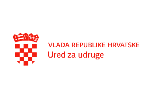 VLADA REPUBLIKE HRVATSKE
Ured za udruge